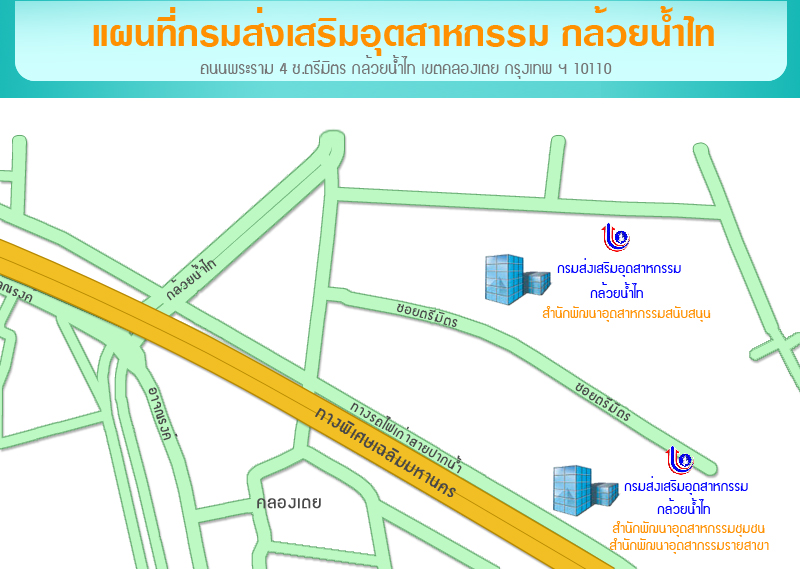 แผนที่กรมส่งเสริมอุตสาหกรรม กล้วยน้ำไท
ถนนพระราม 4 ซ.ตรีมิตร กล้วยน้ำไท เขตคลองเตย กรุงเทพ ฯ 10110
กล้วยน้ำไท
กรมส่งเสริมอุตสาหกรรม
กล้วยน้ำไท
สำนักพัฒนาอุตสาหกรรมสนับสนุน
ซอยตรีมิตร
ซอยตรีมิตร
อาจณรงค์
ทางรถไฟเก่าสายปากน้ำ
ทางพิเศษเฉลิมมหานคร
คลองเตย
กรมส่งเสริมอุตสาหกรรม
กล้วยน้ำไท
สำนักพัฒนาอุตสาหกรรมชุมชน
สำนักพัฒนาอุตสากรรมรายสาขา